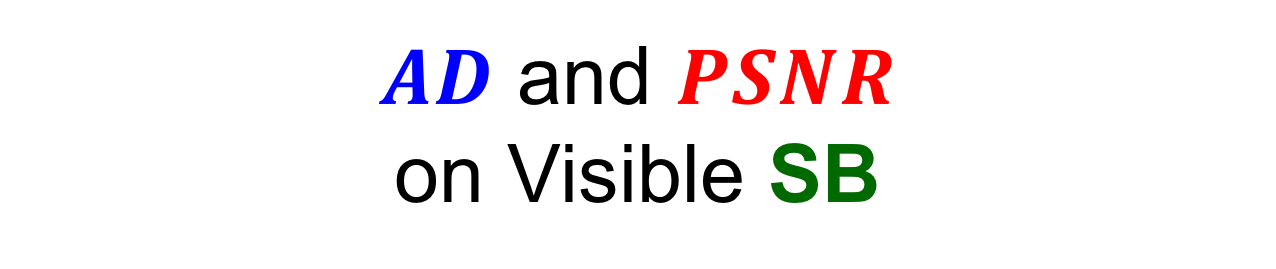 AD and PSNR
on Visible SB